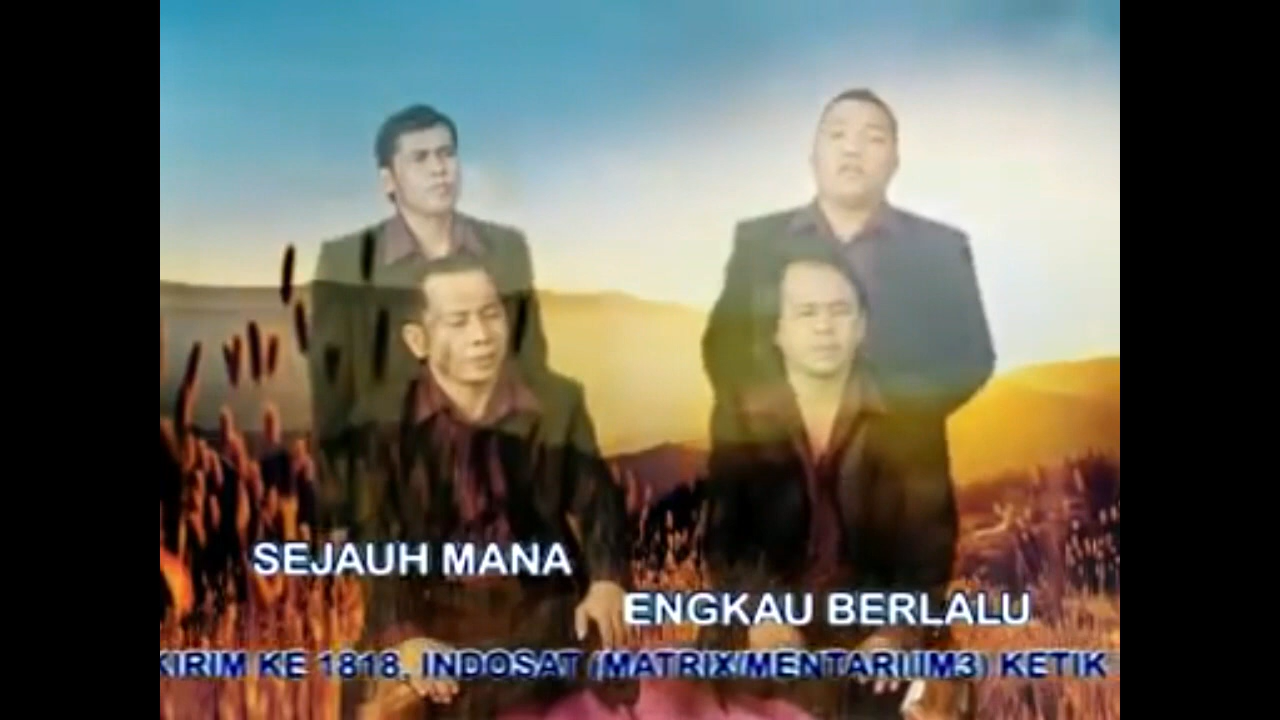 SEJAUH MANA
ENGKAU BERLALU
KIRIM KE 1818, INDOSAT (MATRIX/MENTARI/IM3) KETIK